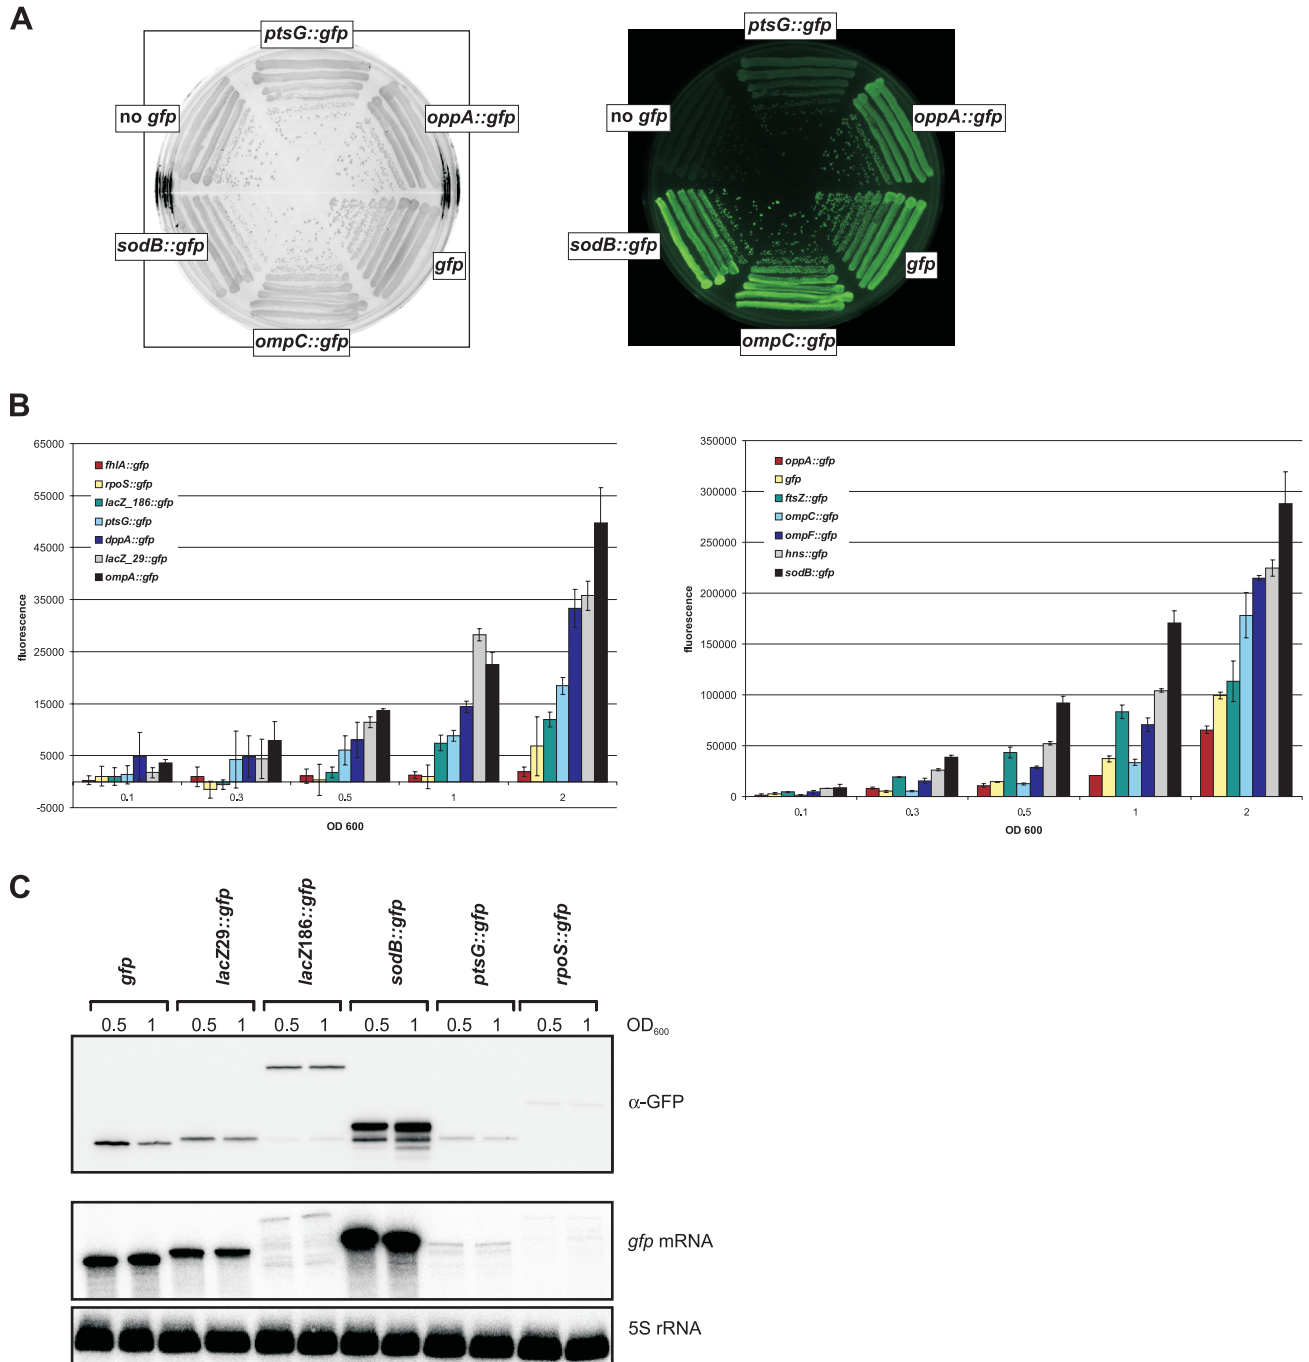 A
ptsG::gfp
no gfp
oppA::gfp
sodB::gfp
gfp
ompC::gfp
ptsG::gfp
no gfp
oppA::gfp
sodB::gfp
gfp
ompC::gfp
B
65000
55000
45000
35000
25000
15000
5000
-5000
fluorescence
fhlA::gfp
rpoS::gfp
lacZ_186::gfp
ptsG::gfp
dppA::gfp
lacZ_29::gfp
ompA::gfp
0.1 0.3 0.5 1 2
OD 600
350000
300000
250000
200000
150000
100000
50000
0
fluorescence
oppA::gfp
gfp
ftsZ::gfp
ompC::gfp
ompF::gfp
hns::gfp
sodB::gfp
0.1 0.3 0.5 1 2
OD 600
C
gfp
lacZ29::gfp
lacZ186::gfp
sodB::gfp
ptsG::gfp
rpoS::gfp
0.5 1 0.5 1 0.5 1 0.5 1 0.5 1 0.5 1 OD600
α-GFP
gfp mRNA
5S rRNA